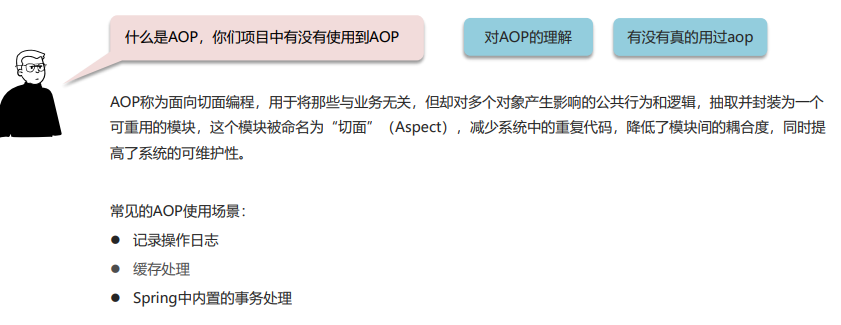 什么是AOP，你们项目中有没有使用到AOP
对AOP的理解
有没有真的用过aop
AOP称为面向切面编程，用于将那些与业务无关，但却对多个对象产生影响的公共行为和逻辑，抽取并封装为一个
可重用的模块，这个模块被命名为“切面”（Aspect），减少系统中的重复代码，降低了模块间的耦合度，同时提
高了系统的可维护性。
常见的AOP使用场景：
● 记录操作日志
● 缓存处理
● Spring中内置的事务处理